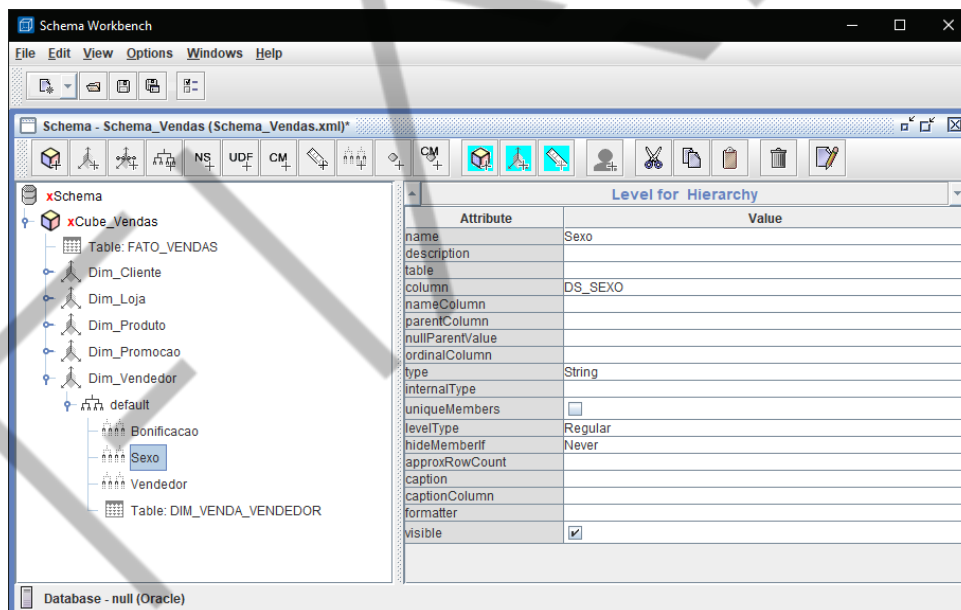 Schema Workbench
File Edit View Options Windows Help
Schema - Schema_Vendas (Schema_Vendas.xml)*
NS UDF CM CM
xSchema
xCube_Vendas
Table: FATO_VENDAS
Dim_Cliente
Dim_Loja
Dim_Produto
Dim_Promocao
Dim_Vendedor
default
Bonificacao
Sexo
Vendedor
Table: DIM_VENDA_VENDEDOR
Level for Hierarchy
Attribute Value
name Sexo
description
table
column DS_SEXO
nameColumn
parentColumn
nullParentValue
ordinalColumn
type String
internalType
uniqueMembers
levelType Regular
hideMemberIf Never
approxRowCount
caption
captionColumn
formatter
visible
Database - null (Oracle)